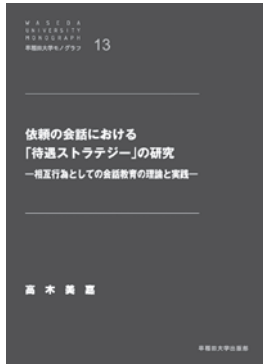 WASEDA
UNIVERSITY
MONOGRAPH
早稲田大学モノグラフ 13
依頼の会話における
「待遇ストラテジー」の研究
―相互行為としての会話教育の理論と実践―
高木美嘉
早稲田大学出版部